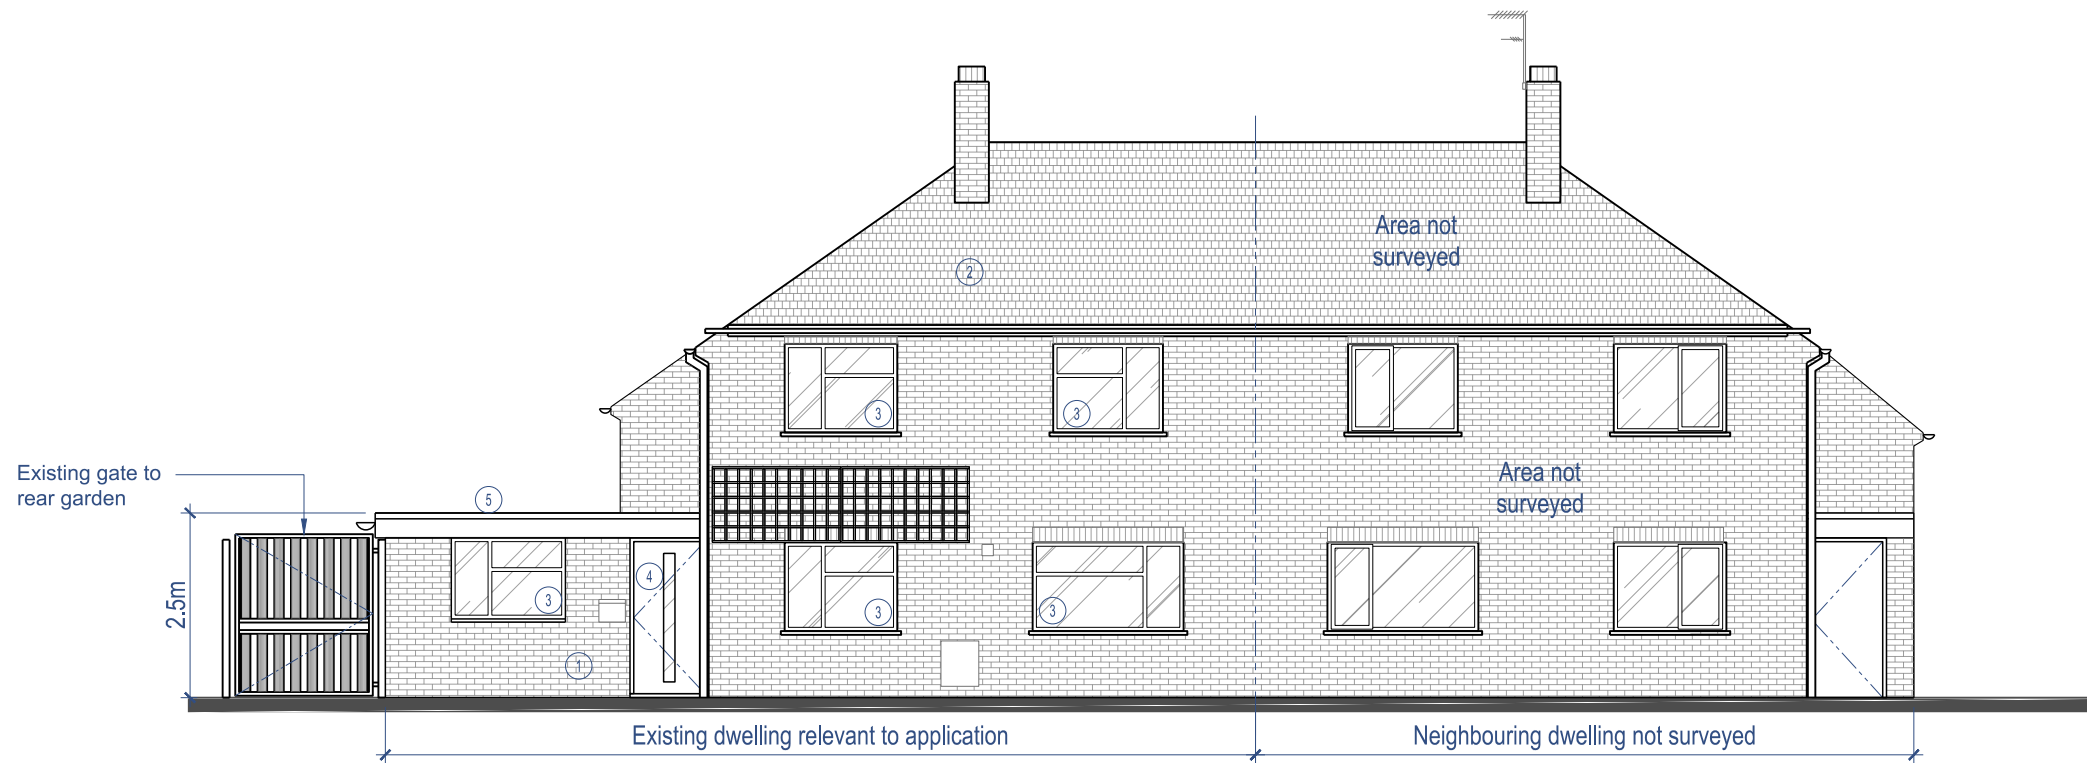 Area not
surveyed
2
3
3
Existing gate to
rear garden
Area not
surveyed
5
2.5m
4
3
3
3
1
Existing dwelling relevant to application
Neighbouring dwelling not surveyed